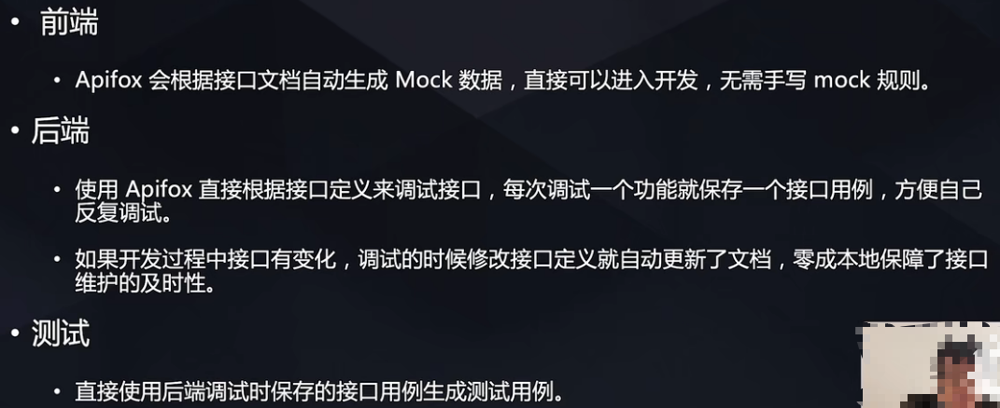 • 前端
• Apifox 会根据接口文档自动生成 Mock 数据，直接可以进入开发，无需手写 mock 规则。
• 后端
• 使用 Apifox 直接根据接口定义来调试接口，每次调试一个功能就保存一个接口用例，方便自己
反复调试。
• 如果开发过程中接口有变化，调试的时候修改接口定义就自动更新了文档，零成本地保障了接口
维护的及时性。
• 测试
• 直接使用后端调试时保存的接口用例生成测试用例。